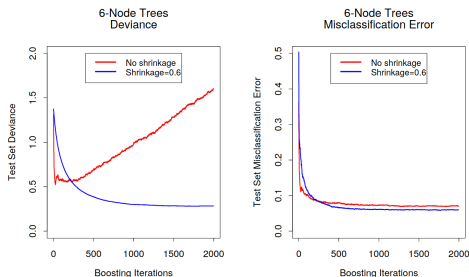 6-Node Trees
Deviance
Test Set Deviance
2.0
1.5
1.0
0.5
0.0
No shrinkage
Shrinkage=0.6
0
500
1000
1500
2000
Boosting Iterations
6-Node Trees
Misclassification Error
Test Set Misclassification Error
0.5
0.4
0.3
0.2
0.1
0.0
No shrinkage
Shrinkage=0.6
0
500
1000
1500
2000
Boosting Iterations